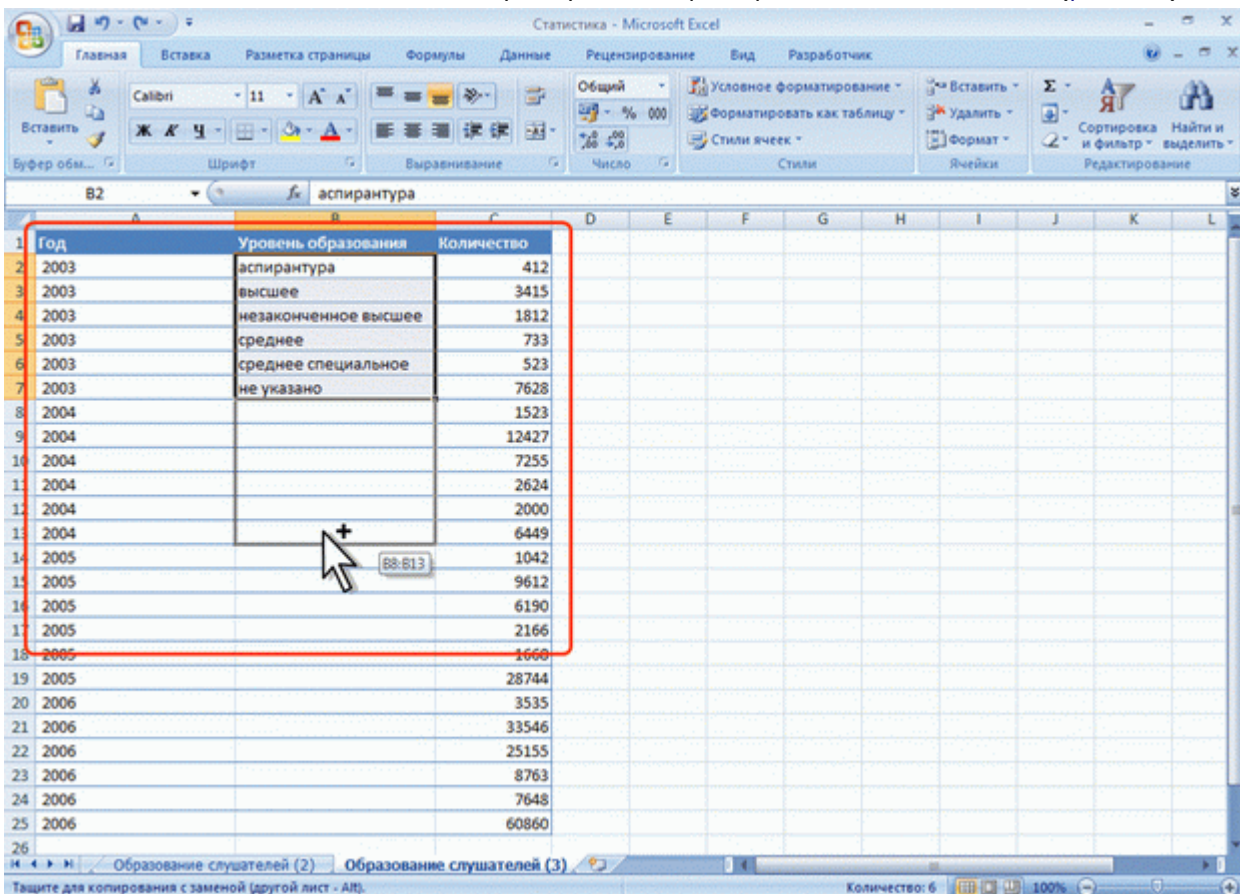 Статистика - Microsoft Excel
Главная Вставка Разметка страницы Формулы Данные Рецензирование Вид Разработчик
Вставить
Calibri 11
Ж К Ч
Общий
% 000
Условное форматирование
Форматировать как таблицу
Стили ячеек
Вставить
Удалить
Формат
Σ
Сортировка и фильтр
Найти и выделить
Буфер обм... Шрифт Выравнивание Число Стили Ячейки Редактирование
B2 fx аспирантура
A B C D E F G H I J K L
1 Год Уровень образования Количество
2 2003 аспирантура 412
3 2003 высшее 3415
4 2003 незаконченное высшее 1812
5 2003 среднее 733
6 2003 среднее специальное 523
7 2003 не указано 7628
8 2004 1523
9 2004 12427
10 2004 7255
11 2004 2624
12 2004 2000
13 2004 6449
14 2005 B8:B13 1042
15 2005 9612
16 2005 6190
17 2005 2166
18 2005 1660
19 2005 28744
20 2006 3535
21 2006 33546
22 2006 25155
23 2006 8763
24 2006 7648
25 2006 60860
26
Образование слушателей (2) Образование слушателей (3)
Тащите для копирования с заменой (другой лист - Alt). Количество: 6 100%